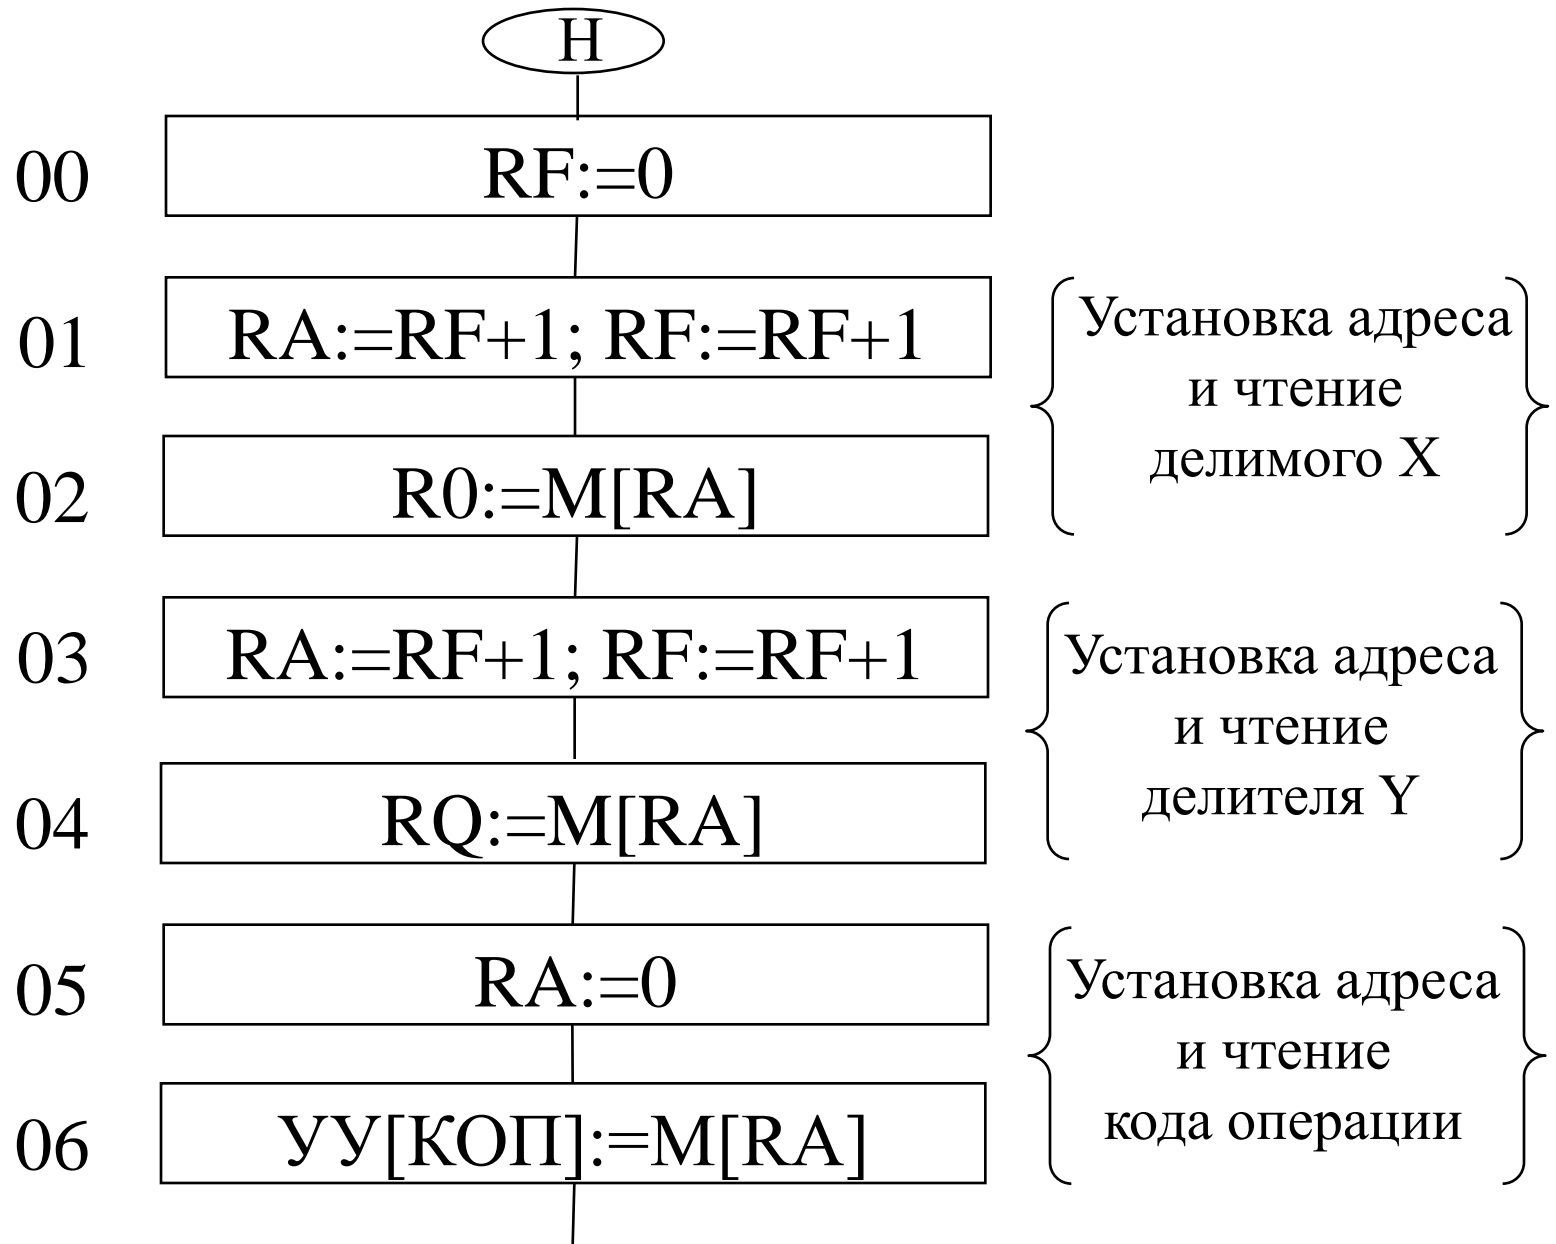 Н
00 RF:=0
01 RA:=RF+1; RF:=RF+1
Установка адреса
и чтение
делимого X
02 R0:=M[RA]
03 RA:=RF+1; RF:=RF+1
Установка адреса
и чтение
делителя Y
04 RQ:=M[RA]
05 RA:=0
Установка адреса
и чтение
кода операции
06 УУ[КОП]:=M[RA]